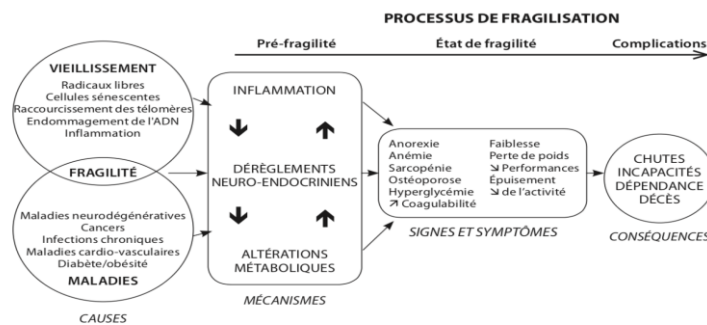 PROCESSUS DE FRAGILISATION
Pré-fragilité
État de fragilité
Complications
VIEILLISSEMENT
Radicaux libres
Cellules sénescentes
Raccourcissement des télomères
Endommagement de l'ADN
Inflammation
FRAGILITÉ
Maladies neurodégénératives
Cancers
Infections chroniques
Maladies cardio-vasculaires
Diabète/obésité
MALADIES
CAUSES
INFLAMMATION
DÉRÈGLEMENTS
NEURO-ENDOCRINIENS
ALTÉRATIONS
MÉTABOLIQUES
MÉCANISMES
Anorexie
Anémie
Sarcopénie
Ostéoporose
Hyperglycémie
↗ Coagulabilité
Faiblesse
Perte de poids
↘ Performances
Épuisement
↘ de l'activité
SIGNES ET SYMPTÔMES
CHUTES
INCAPACITÉS
DÉPENDANCE
DÉCÈS
CONSÉQUENCES